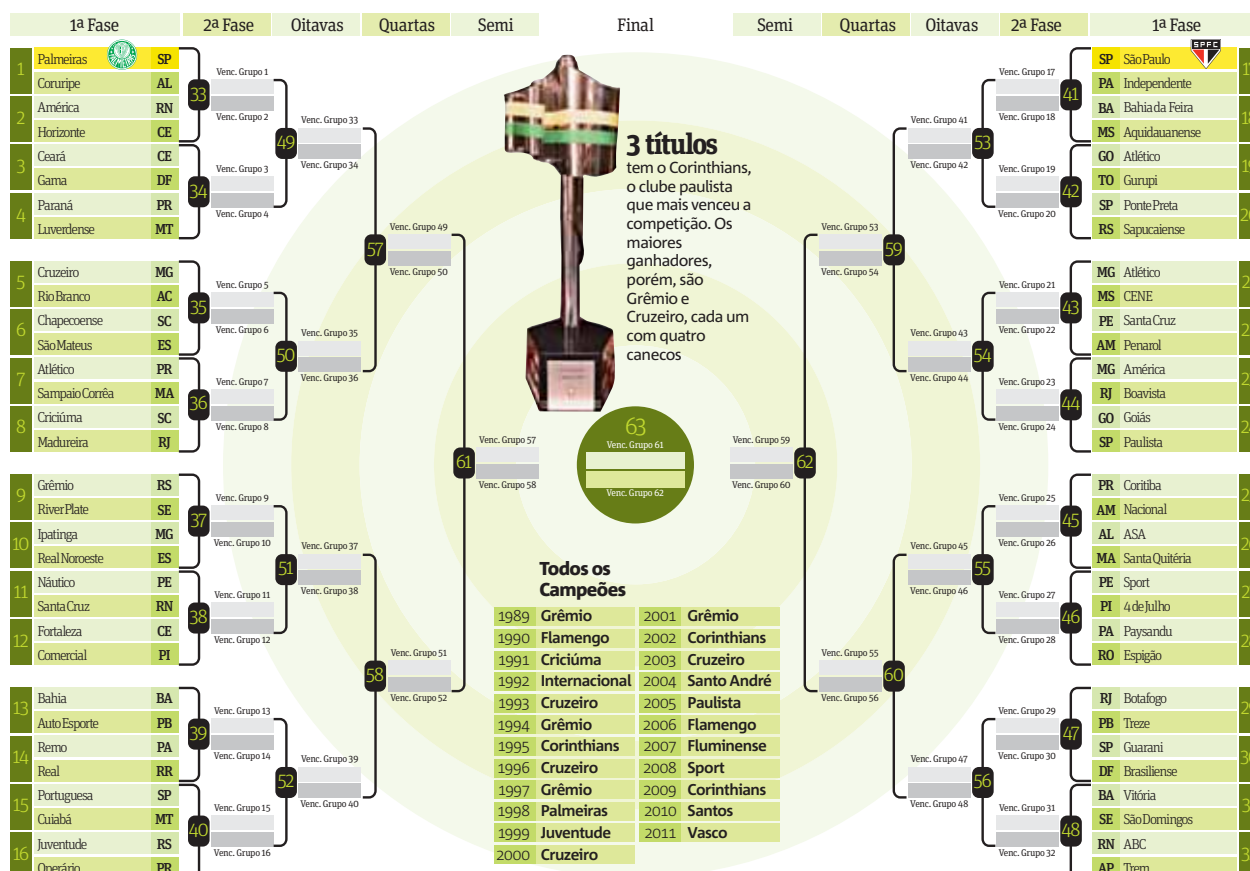 1ª Fase 2ª Fase Oitavas Quartas Semi Final Semi Quartas Oitavas 2ª Fase 1ª Fase
1
Palmeiras SP
Coruripe AL
2
América RN
Horizonte CE
3
Ceará CE
Gama DF
4
Paraná PR
Luverdense MT
5
Cruzeiro MG
Rio Branco AC
6
Chapecoense SC
São Mateus ES
7
Atlético PR
Sampaio Corrêa MA
8
Criciúma SC
Madureira RJ
9
Grêmio RS
River Plate SE
10
Ipatinga MG
Real Noroeste ES
11
Náutico PE
Santa Cruz RN
12
Fortaleza CE
Comercial PI
13
Bahia BA
Auto Esporte PB
14
Remo PA
Real RR
15
Portuguesa SP
Cuiabá MT
16
Juventude RS
Operário PR
33
Venc. Grupo 1
Venc. Grupo 2
34
Venc. Grupo 3
Venc. Grupo 4
35
Venc. Grupo 5
Venc. Grupo 6
36
Venc. Grupo 7
Venc. Grupo 8
37
Venc. Grupo 9
Venc. Grupo 10
38
Venc. Grupo 11
Venc. Grupo 12
39
Venc. Grupo 13
Venc. Grupo 14
40
Venc. Grupo 15
Venc. Grupo 16
49
Venc. Grupo 33
Venc. Grupo 34
50
Venc. Grupo 35
Venc. Grupo 36
51
Venc. Grupo 37
Venc. Grupo 38
52
Venc. Grupo 39
Venc. Grupo 40
57
Venc. Grupo 49
Venc. Grupo 50
58
Venc. Grupo 51
Venc. Grupo 52
61
Venc. Grupo 57
Venc. Grupo 58
3 títulos
tem o Corinthians,
o clube paulista
que mais venceu a
competição. Os
maiores
ganhadores,
porém, são
Grêmio e
Cruzeiro, cada um
com quatro
canecos
63
Venc. Grupo 61
Venc. Grupo 62
Todos os
Campeões
1989 Grêmio
1990 Flamengo
1991 Criciúma
1992 Internacional
1993 Cruzeiro
1994 Grêmio
1995 Corinthians
1996 Cruzeiro
1997 Grêmio
1998 Palmeiras
1999 Juventude
2000 Cruzeiro
2001 Grêmio
2002 Corinthians
2003 Cruzeiro
2004 Santo André
2005 Paulista
2006 Flamengo
2007 Fluminense
2008 Sport
2009 Corinthians
2010 Santos
2011 Vasco
Venc. Grupo 59
Venc. Grupo 60
62
Venc. Grupo 53
Venc. Grupo 54
59
Venc. Grupo 55
Venc. Grupo 56
60
Venc. Grupo 41
Venc. Grupo 42
53
Venc. Grupo 43
Venc. Grupo 44
54
Venc. Grupo 45
Venc. Grupo 46
55
Venc. Grupo 47
Venc. Grupo 48
56
Venc. Grupo 17
Venc. Grupo 18
41
Venc. Grupo 19
Venc. Grupo 20
42
Venc. Grupo 21
Venc. Grupo 22
43
Venc. Grupo 23
Venc. Grupo 24
44
Venc. Grupo 25
Venc. Grupo 26
45
Venc. Grupo 27
Venc. Grupo 28
46
Venc. Grupo 29
Venc. Grupo 30
47
Venc. Grupo 31
Venc. Grupo 32
48
SPFC
SP São Paulo
PA Independente
BA Bahia da Feira
MS Aquidauanense
GO Atlético
TO Gurupi
SP Ponte Preta
RS Sapucaiense
MG Atlético
MS CENE
PE Santa Cruz
AM Penarol
MG América
RJ Boavista
GO Goiás
SP Paulista
PR Coritiba
AM Nacional
AL ASA
MA Santa Quitéria
PE Sport
PI 4 de Julho
PA Paysandu
RO Espigão
RJ Botafogo
PB Treze
SP Guarani
DF Brasiliense
BA Vitória
SE São Domingos
RN ABC
AP Trem